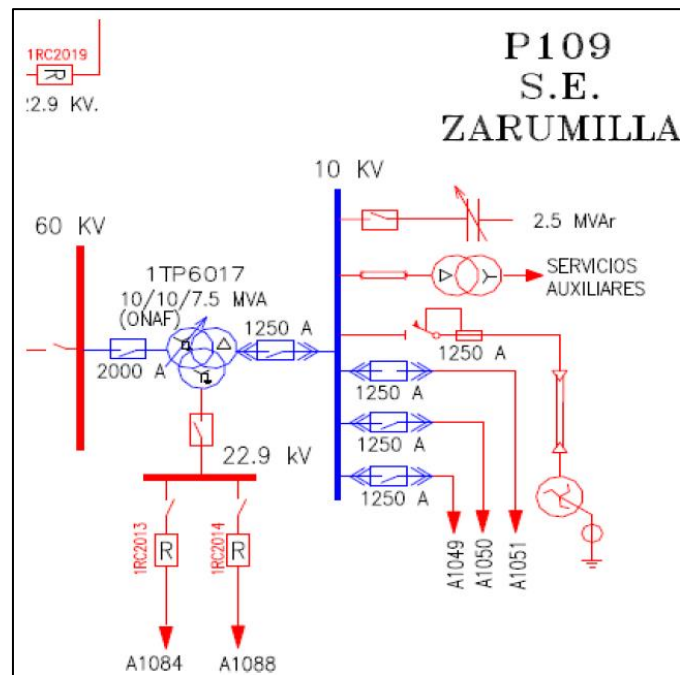 1RC2019
R
22.9 KV.
P109
S.E.
ZARUMILLA
10 KV
60 KV
2.5 MVAr
1TP6017
10/10/7.5 MVA
(ONAF)
SERVICIOS
AUXILIARES
1250 A
2000 A
1250 A
1250 A
1250 A
1250 A
22.9 kV
1RC2013
R
1RC2014
R
A1049
A1050
A1051
A1084
A1088